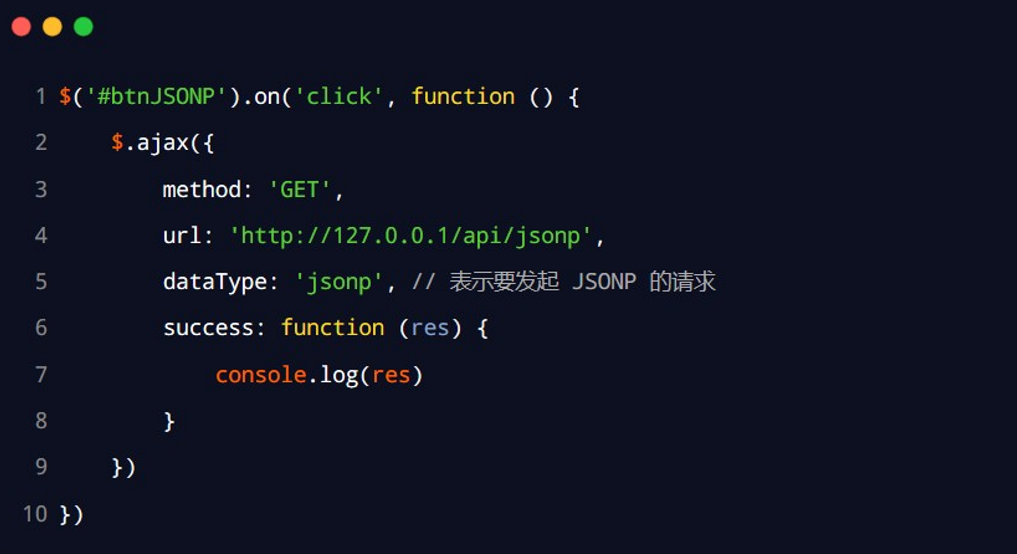 1 $('#btnJSONP').on('click', function () {
2     $.ajax({
3         method: 'GET',
4         url: 'http://127.0.0.1/api/jsonp',
5         dataType: 'jsonp', // 表示要发起 JSONP 的请求
6         success: function (res) {
7             console.log(res)
8         }
9     })
10 })